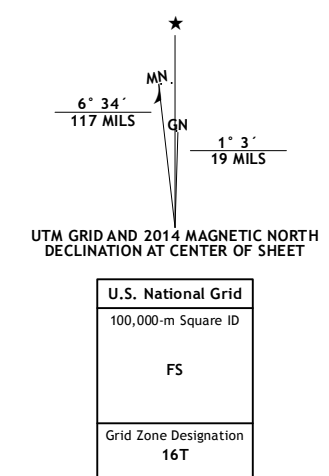 MN
6° 34´
117 MILS
GN
1° 3´
19 MILS
UTM GRID AND 2014 MAGNETIC NORTH
DECLINATION AT CENTER OF SHEET
U.S. National Grid
100,000-m Square ID
FS
Grid Zone Designation
16T